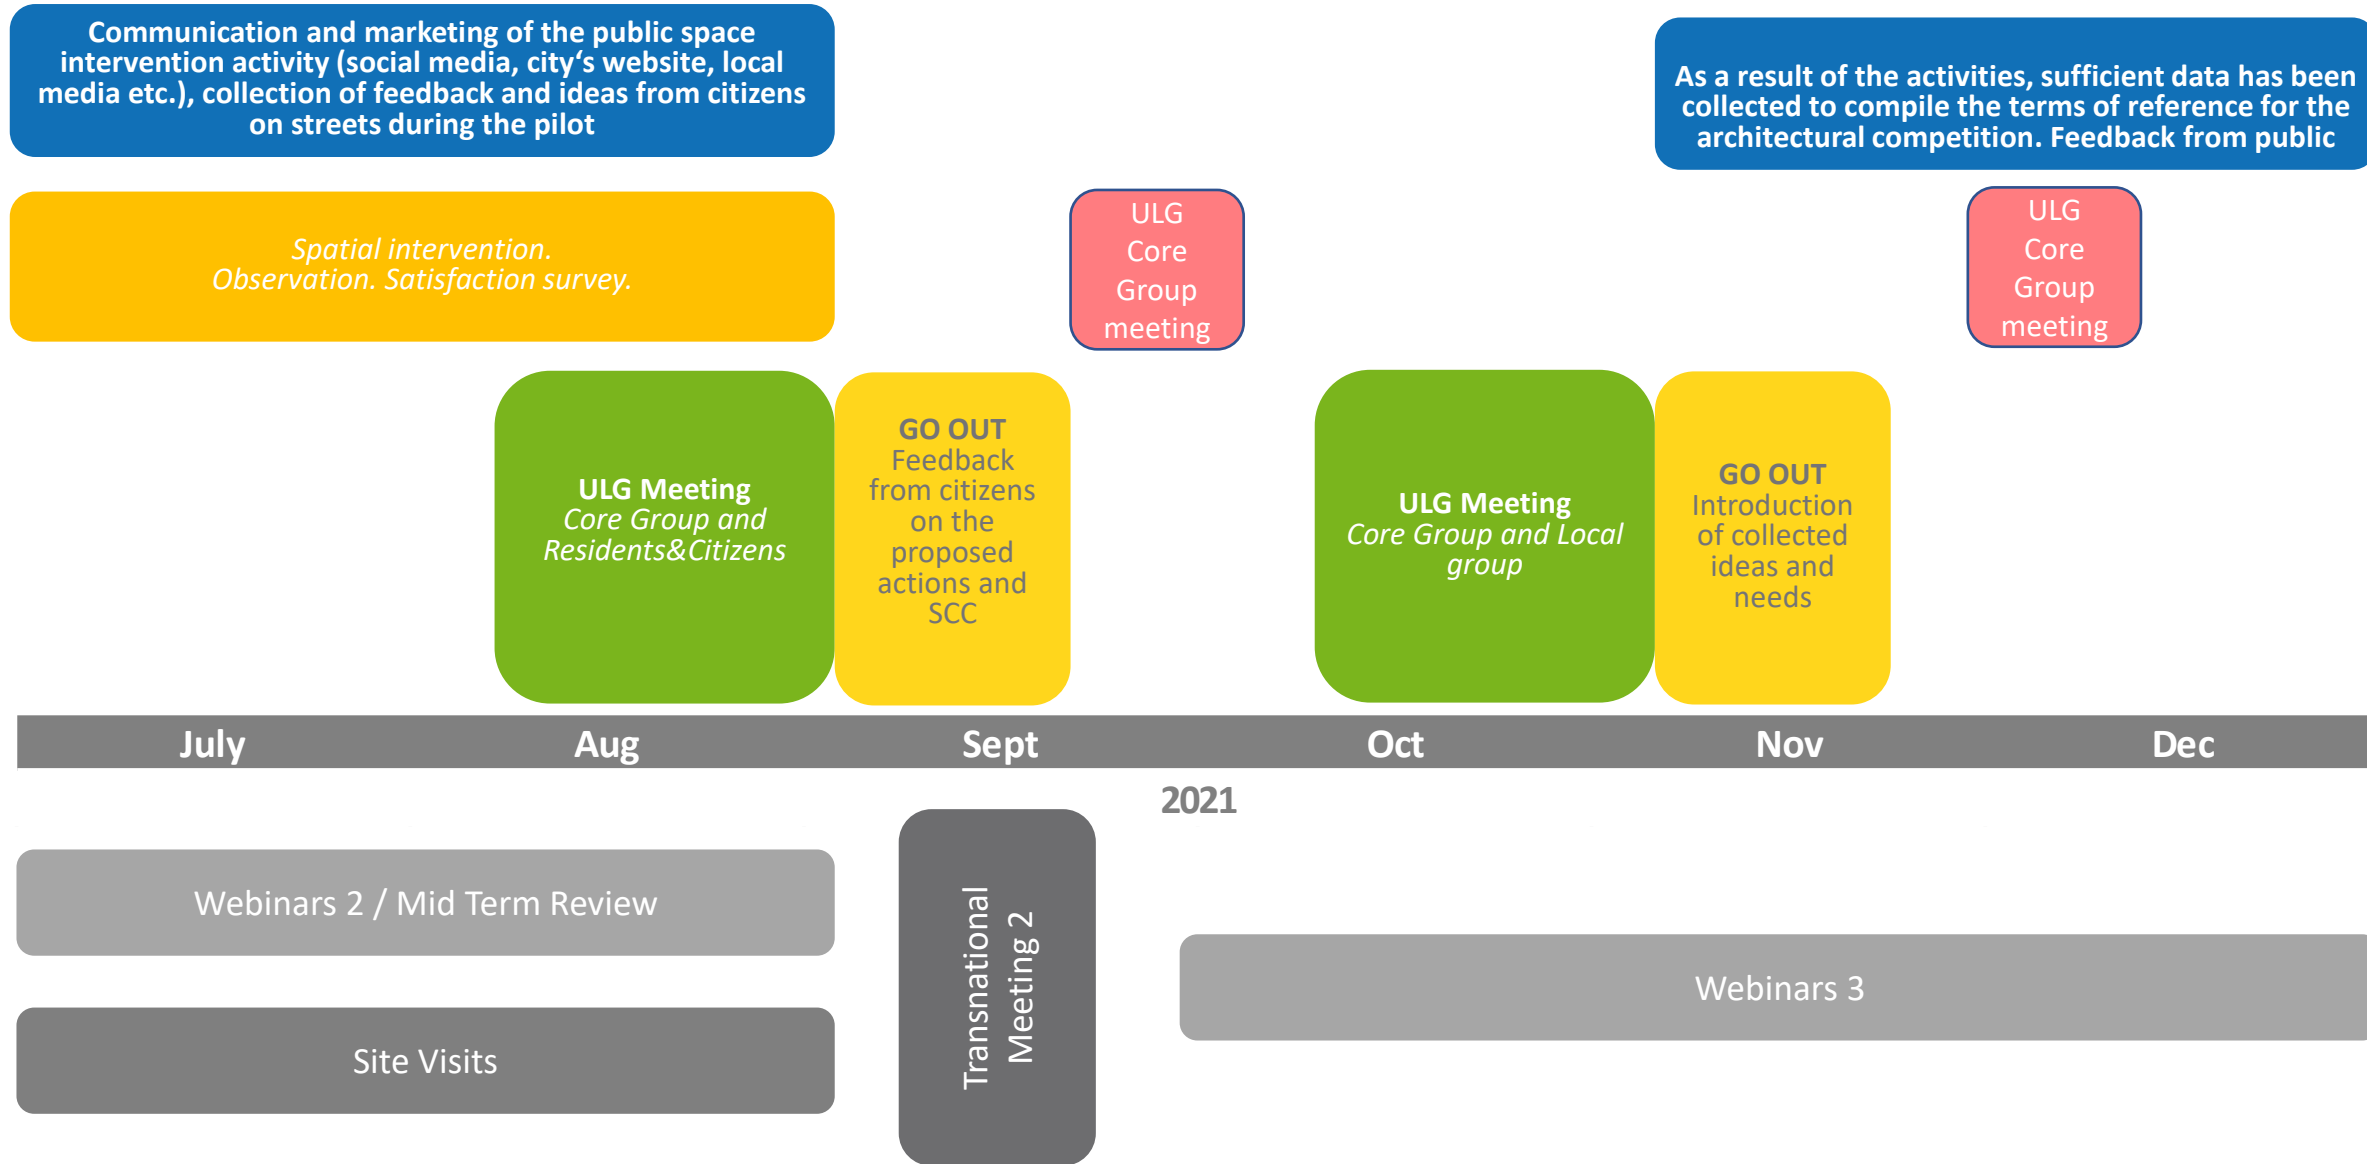 Communication and marketing of the public space
intervention activity (social media, city‘s website, local
media etc.), collection of feedback and ideas from citizens
on streets during the pilot
As a result of the activities, sufficient data has been
collected to compile the terms of reference for the
architectural competition. Feedback from public
Spatial intervention.
Observation. Satisfaction survey.
ULG
Core
Group
meeting
ULG
Core
Group
meeting
ULG Meeting
Core Group and
Residents&Citizens
GO OUT
Feedback
from citizens
on the
proposed
actions and
SCC
ULG Meeting
Core Group and Local
group
GO OUT
Introduction
of collected
ideas and
needs
July
Aug
Sept
Oct
Nov
Dec
2021
Webinars 2 / Mid Term Review
Site Visits
Transnational
Meeting 2
Webinars 3